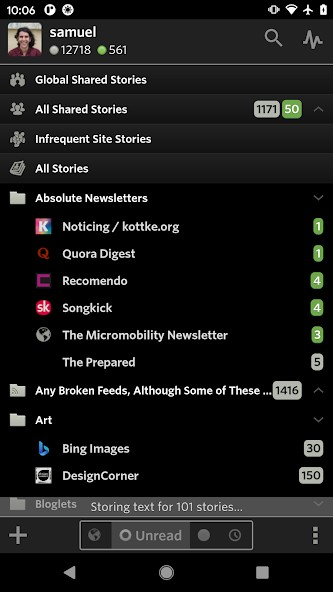 10:06
samuel
12718 561
Global Shared Stories
All Shared Stories 1171 50
Infrequent Site Stories
All Stories
Absolute Newsletters
Noticing / kottke.org 1
Quora Digest 1
Recomendo 4
Songkick 4
The Micromobility Newsletter 3
The Prepared 5
Any Broken Feeds, Although Some of These ... 1416
Art
Bing Images 30
DesignCorner 150
Bloglets
Storing text for 101 stories...
Unread